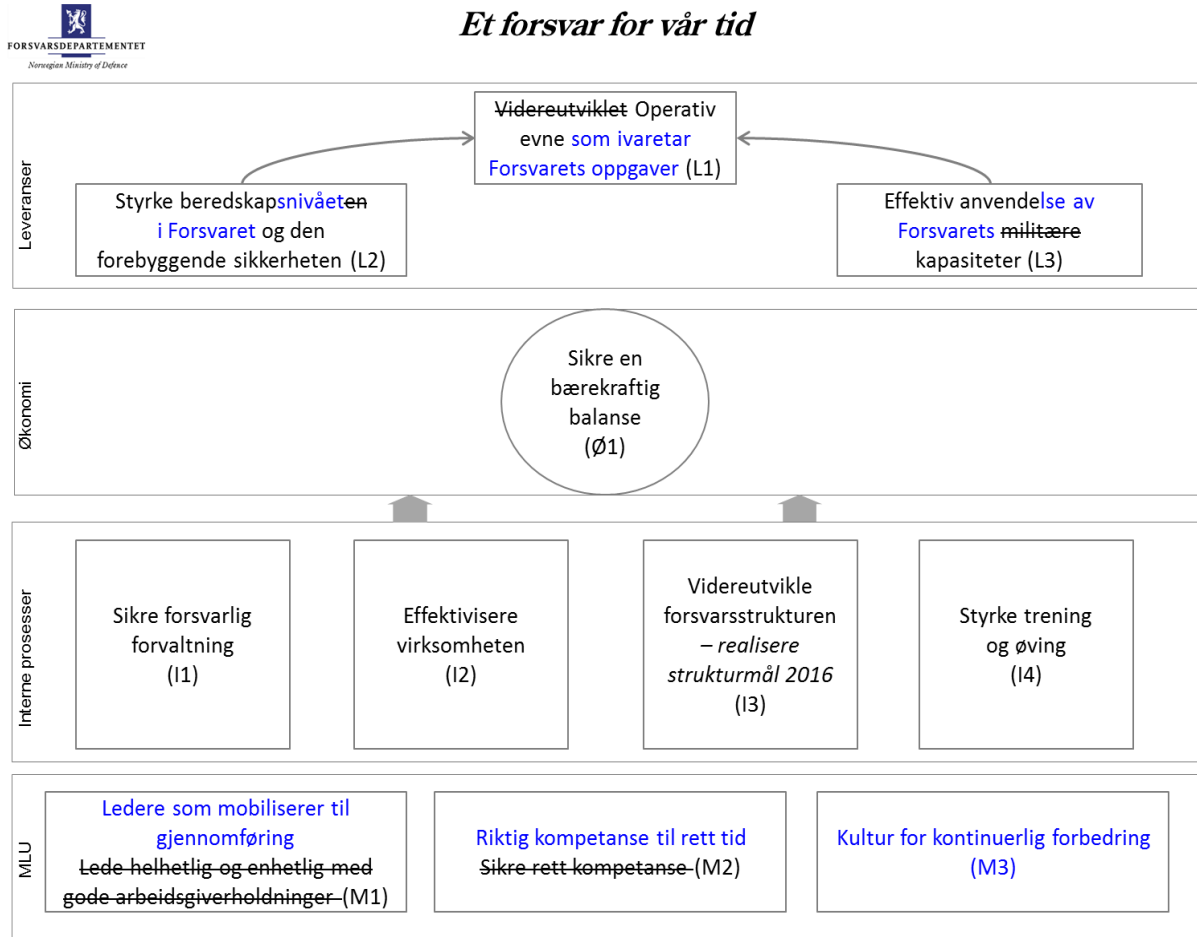 FORSVARSDEPARTEMENTET
Norwegian Ministry of Defence
Et forsvar for vår tid
Leveranser
Videreutviklet Operativ
evne som ivaretar
Forsvarets oppgaver (L1)
Styrke beredskapsnivåeten
i Forsvaret og den
forebyggende sikkerheten (L2)
Effektiv anvendelse av
Forsvarets militære
kapasiteter (L3)
Økonomi
Sikre en
bærekraftig
balanse
(Ø1)
Interne prosesser
Sikre forsvarlig
forvaltning
(I1)
Effektivisere
virksomheten
(I2)
Videreutvikle
forsvarsstrukturen
– realisere
strukturmål 2016
(I3)
Styrke trening
og øving
(I4)
MLU
Ledere som mobiliserer til
gjennomføring
Lede helhetlig og enhetlig med
gode arbeidsgiverholdninger (M1)
Riktig kompetanse til rett tid
Sikre rett kompetanse (M2)
Kultur for kontinuerlig forbedring
(M3)